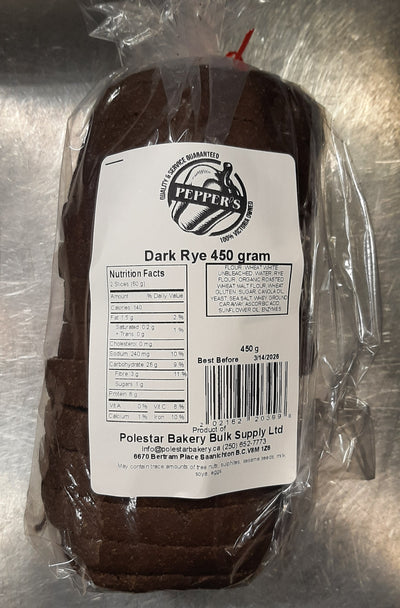 QUALITY & SERVICE GUARANTEED
PEPPER'S
100% VICTORIA OWNED
Dark Rye 450 gram
Nutrition Facts
2 Slices (60 g)
Amount % Daily Value
Calories 140
Fat 1.5 g 2 %
Saturated 0.2 g
+ Trans 0 g 1 %
Cholesterol 0 mg
Sodium 240 mg 10 %
Carbohydrate 26 g 9 %
Fibre 3 g 11 %
Sugars 1 g
Protein 6 g
Vit A 0 % Vit C 8 %
Calcium 1 % Iron 10 %
FLOUR, WHEAT WHITE
UNBLEACHED, WATER, RYE
FLOUR, ORGANIC ROASTED
WHEAT MALT FLOUR, WHEAT
GLUTEN, SUGAR, CANOLA OIL,
YEAST, SEA SALT, WHEY, GROUND
CARAWAY, ASCORBIC ACID,
SUNFLOWER OIL, ENZYMES
450 g
Best Before 3/14/2026
Product of
Polestar Bakery Bulk Supply Ltd
info@polestarbakery.ca (250) 652-7773
6670 Bertram Place Saanichton B.C. V8M 1Z6
May contain trace amounts of tree nuts, sulphites, sesame seeds, milk,
soya, eggs